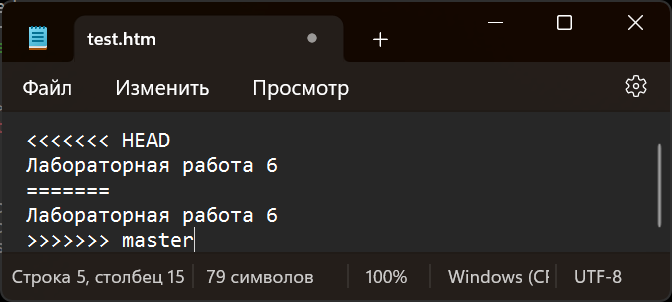 test.htm
Файл Изменить Просмотр
<<<<<<< HEAD
Лабораторная работа 6
=======
Лабораторная работа 6
>>>>>>> master
Строка 5, столбец 15 79 символов 100% Windows (CF UTF-8